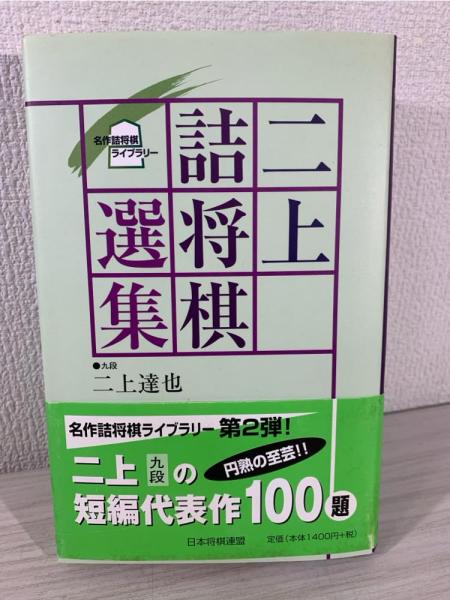 二上
詰将棋
選集
名作詰将棋
ライブラリー
●九段
二上達也
名作詰将棋ライブラリー 第2弾!
二上九段の
円熟の至芸!!
短編代表作100題
日本将棋連盟
定価(本体1400円+税)